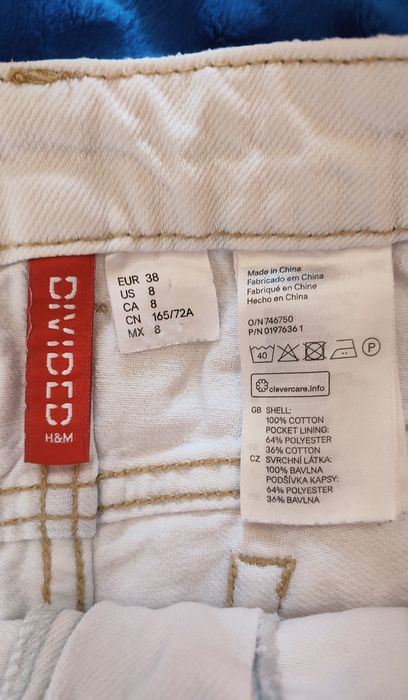 DIVIDED
H&M
EUR 38
US 8
CA 8
CN 165/72A
MX 8
Made in China
Fabricado em China
Fabriqué en Chine
Hecho en China
O/N 746750
P/N 0197636 1
40
P
clevercare.info
GB SHELL:
100% COTTON
POCKET LINING:
64% POLYESTER
36% COTTON
CZ SVRCHNÍ LÁTKA:
100% BAVLNA
PODŠÍVKA KAPSY:
64% POLYESTER
36% BAVLNA